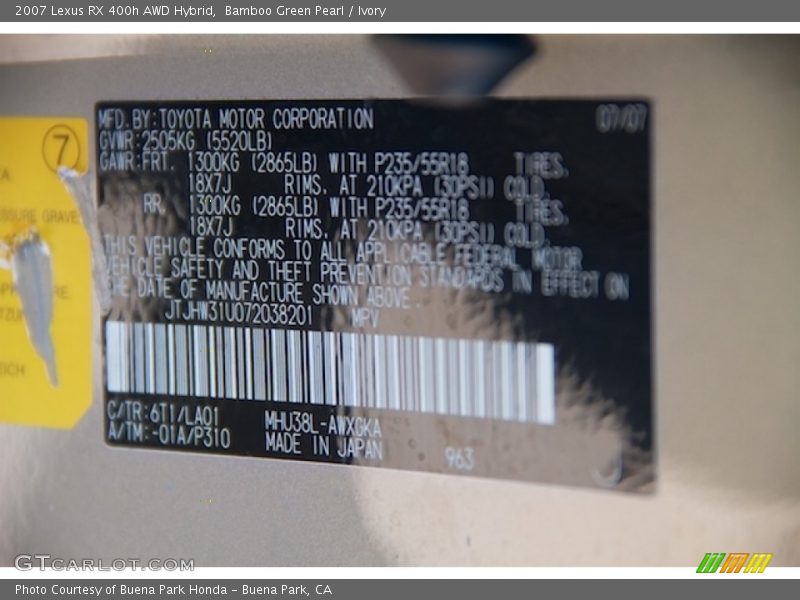 2007 Lexus RX 400h AWD Hybrid,  Bamboo Green Pearl / Ivory
MFD. BY: TOYOTA MOTOR CORPORATION 07/07
GVWR: 2505KG (5520LB)
GAWR: FRT. 1300KG (2865LB) WITH P235/55R18 TIRES.
18X7J RIMS, AT 210KPA (30PSI) COLD.
RR. 1300KG (2865LB) WITH P235/55R18 TIRES.
18X7J RIMS, AT 210KPA (30PSI) COLD.
THIS VEHICLE CONFORMS TO ALL APPLICABLE FEDERAL MOTOR
VEHICLE SAFETY AND THEFT PREVENTION STANDARDS IN EFFECT ON
THE DATE OF MANUFACTURE SHOWN ABOVE.
JTJHW31U072038201 MPV
C/TR: 6T1/LA01 MHU38L-AWXGKA
A/TM: -01A/P310 MADE IN JAPAN 963
7
GRAVE
GTCARLOT.COM
Photo Courtesy of Buena Park Honda - Buena Park, CA